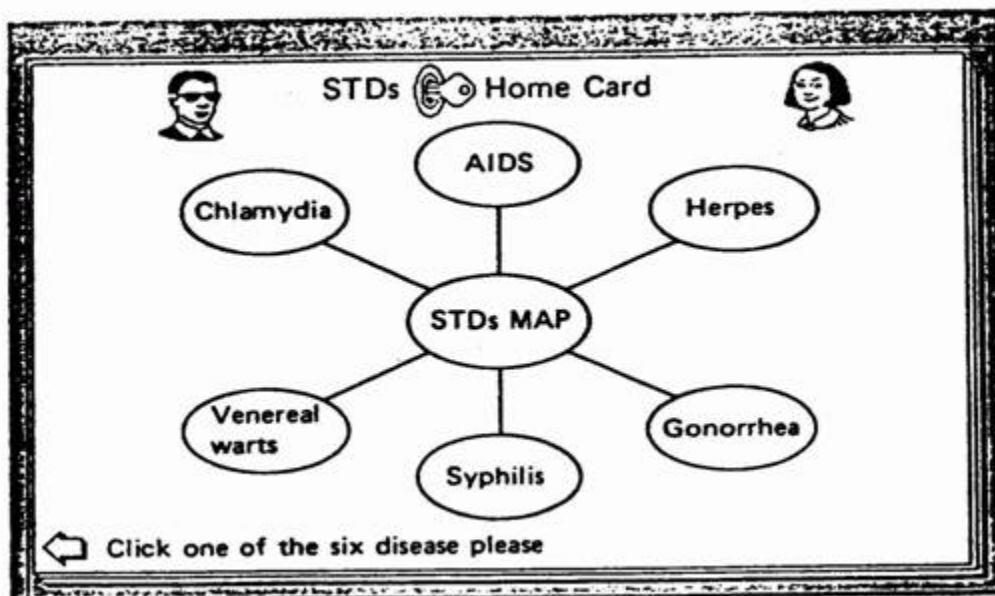 STDs Home Card
AIDS
Chlamydia
Herpes
STDs MAP
Venereal
warts
Gonorrhea
Syphilis
Click one of the six disease please